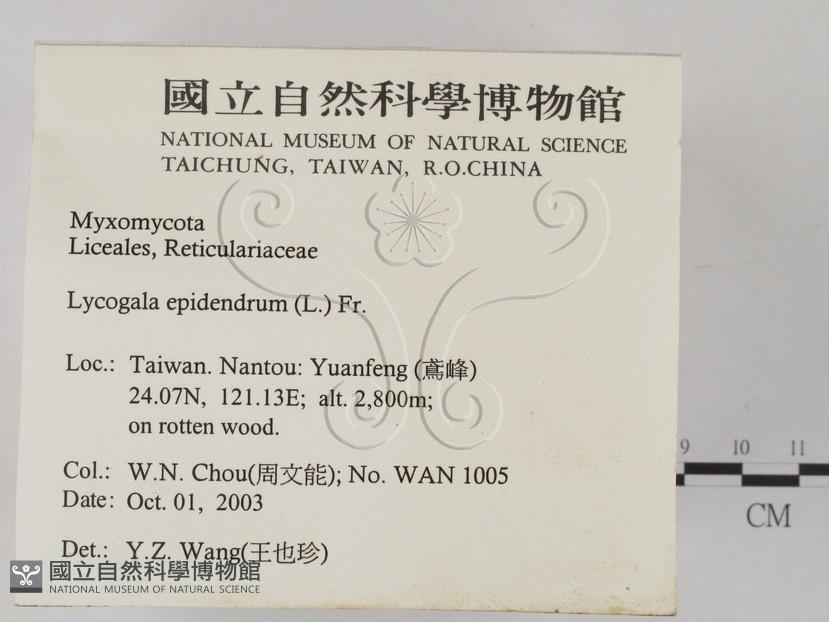 國立自然科學博物館
NATIONAL MUSEUM OF NATURAL SCIENCE
TAICHUNG, TAIWAN, R.O.CHINA
Myxomycota
Liceales, Reticulariaceae
Lycogala epidendrum (L.) Fr.
Loc.: Taiwan. Nantou: Yuanfeng (鳶峰)
24.07N, 121.13E; alt. 2,800m;
on rotten wood.
Col.: W.N. Chou(周文能); No. WAN 1005
Date: Oct. 01, 2003
Det.: Y.Z. Wang(王也珍)
9 10 11
CM
國立自然科學博物館
NATIONAL MUSEUM OF NATURAL SCIENCE